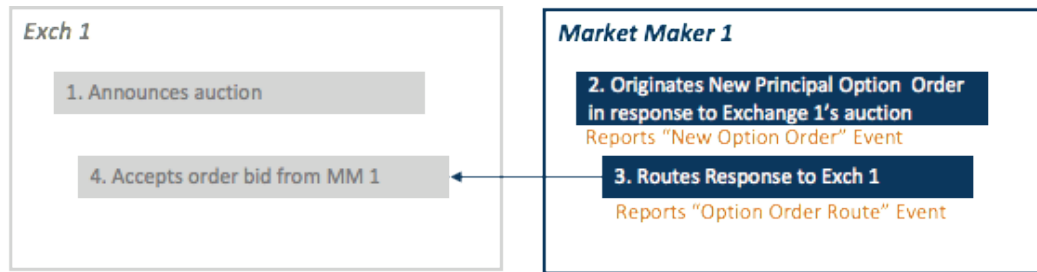 Exch 1
1. Announces auction
4. Accepts order bid from MM 1
Market Maker 1
2. Originates New Principal Option Order
in response to Exchange 1's auction
Reports "New Option Order" Event
3. Routes Response to Exch 1
Reports "Option Order Route" Event